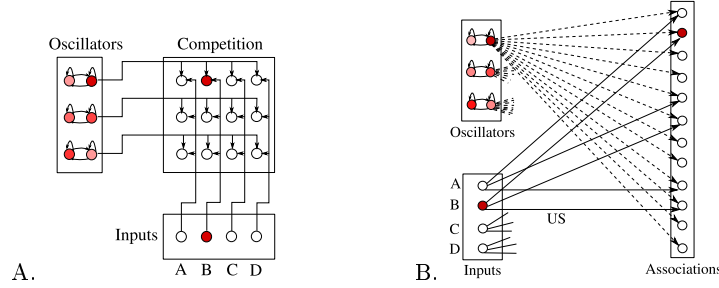 Oscillators
Competition
Inputs
A B C D
A.
Oscillators
A
B
C
D
US
Inputs
Associations
B.